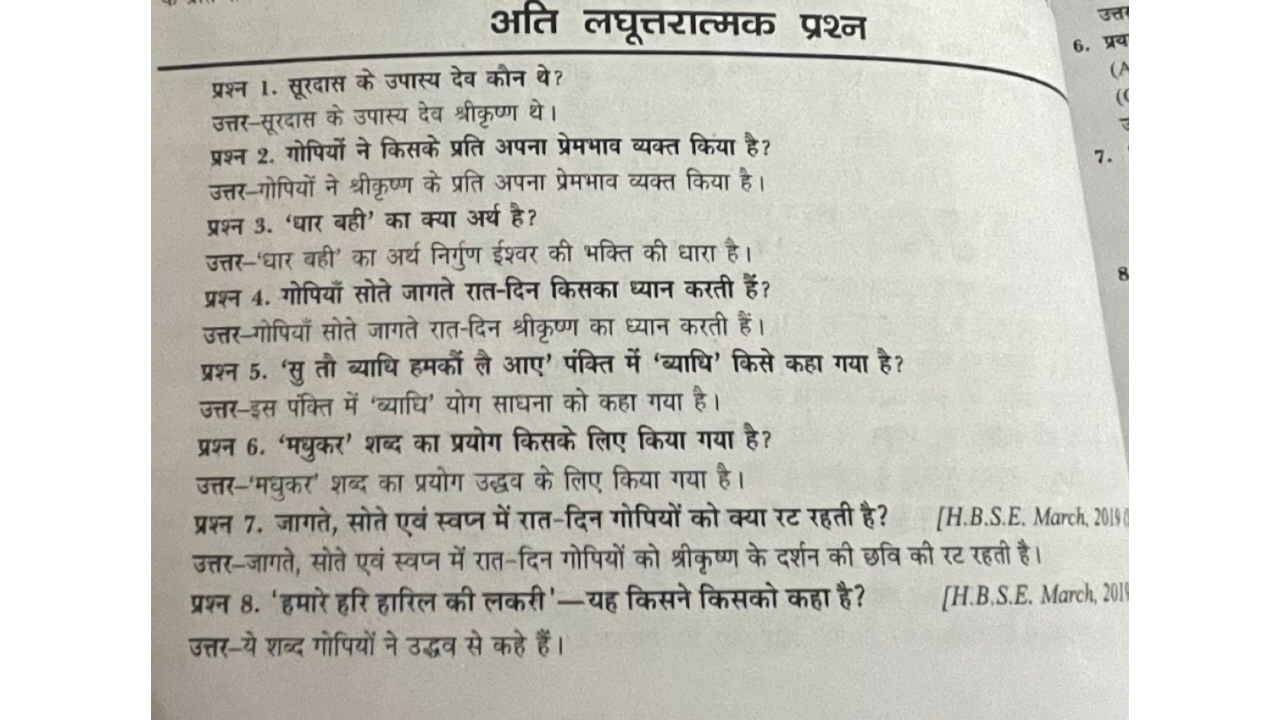 अति लघूत्तरात्मक प्रश्न
प्रश्न 1. सूरदास के उपास्य देव कौन थे?
उत्तर–सूरदास के उपास्य देव श्रीकृष्ण थे।
प्रश्न 2. गोपियों ने किसके प्रति अपना प्रेमभाव व्यक्त किया है?
उत्तर–गोपियों ने श्रीकृष्ण के प्रति अपना प्रेमभाव व्यक्त किया है।
प्रश्न 3. ‘धार बही’ का क्या अर्थ है?
उत्तर–‘धार बही’ का अर्थ निर्गुण ईश्वर की भक्ति की धारा है।
प्रश्न 4. गोपियाँ सोते जागते रात-दिन किसका ध्यान करती हैं?
उत्तर–गोपियाँ सोते जागते रात-दिन श्रीकृष्ण का ध्यान करती हैं।
प्रश्न 5. ‘सु तौ ब्याधि हमकौं लै आए’ पंक्ति में ‘ब्याधि’ किसे कहा गया है?
उत्तर–इस पंक्ति में ‘ब्याधि’ योग साधना को कहा गया है।
प्रश्न 6. ‘मधुकर’ शब्द का प्रयोग किसके लिए किया गया है?
उत्तर–‘मधुकर’ शब्द का प्रयोग उद्धव के लिए किया गया है।
प्रश्न 7. जागते, सोते एवं स्वप्न में रात-दिन गोपियों को क्या रट रहती है? [H.B.S.E. March, 2019
उत्तर–जागते, सोते एवं स्वप्न में रात-दिन गोपियों को श्रीकृष्ण के दर्शन की छवि की रट रहती है।
प्रश्न 8. ‘हमारे हरि हारिल की लकरी’—यह किसने किसको कहा है? [H.B.S.E. March, 2019
उत्तर–ये शब्द गोपियों ने उद्धव से कहे हैं।
6.
7.
8